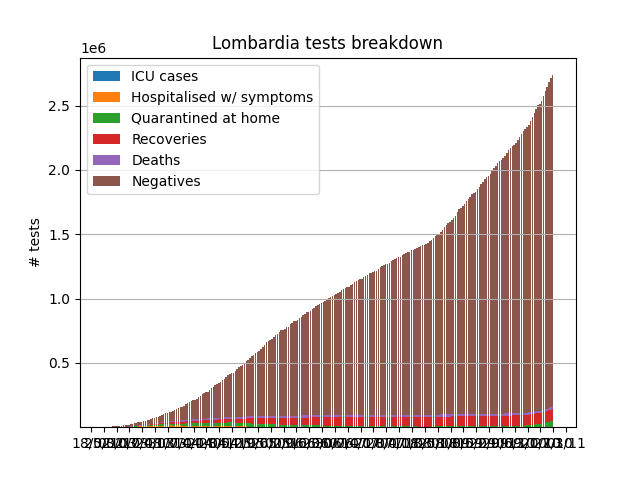 Lombardia tests breakdown
1e6
ICU cases
Hospitalised w/ symptoms
Quarantined at home
Recoveries
Deaths
Negatives
2.5
2.0
1.5
1.0
0.5
# tests